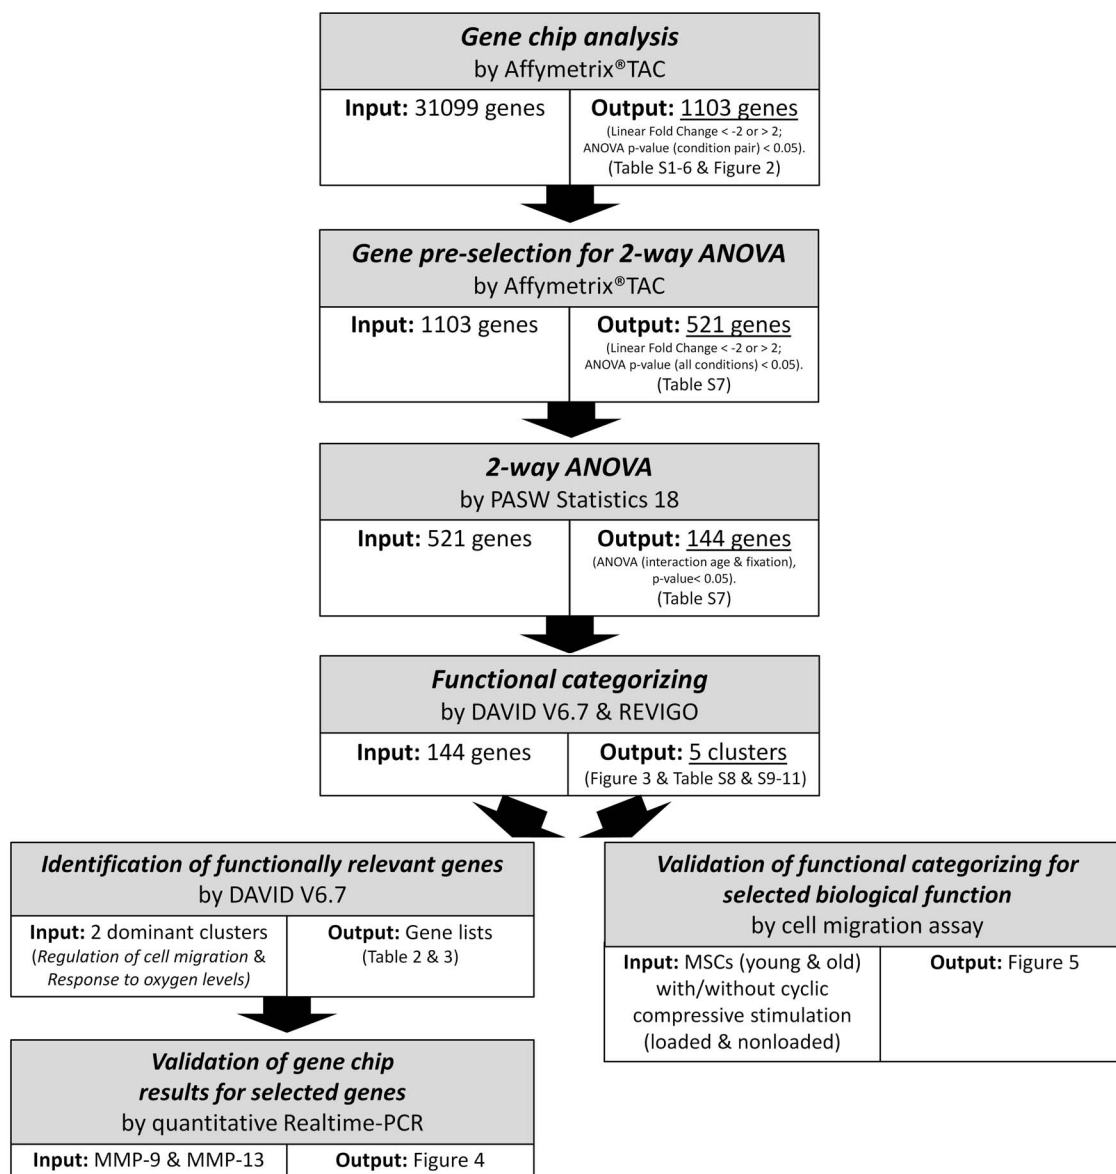 Gene chip analysis
by Affymetrix®TAC
Input: 31099 genes
Output: 1103 genes
(Linear Fold Change < -2 or > 2;
ANOVA p-value (condition pair) < 0.05).
(Table S1-6 & Figure 2)
Gene pre-selection for 2-way ANOVA
by Affymetrix®TAC
Input: 1103 genes
Output: 521 genes
(Linear Fold Change < -2 or > 2;
ANOVA p-value (all conditions) < 0.05).
(Table S7)
2-way ANOVA
by PASW Statistics 18
Input: 521 genes
Output: 144 genes
(ANOVA (interaction age & fixation),
p-value< 0.05).
(Table S7)
Functional categorizing
by DAVID V6.7 & REVIGO
Input: 144 genes
Output: 5 clusters
(Figure 3 & Table S8 & S9-11)
Identification of functionally relevant genes
by DAVID V6.7
Input: 2 dominant clusters
(Regulation of cell migration &
Response to oxygen levels)
Output: Gene lists
(Table 2 & 3)
Validation of gene chip
results for selected genes
by quantitative Realtime-PCR
Input: MMP-9 & MMP-13
Output: Figure 4
Validation of functional categorizing for
selected biological function
by cell migration assay
Input: MSCs (young & old)
with/without cyclic
compressive stimulation
(loaded & nonloaded)
Output: Figure 5